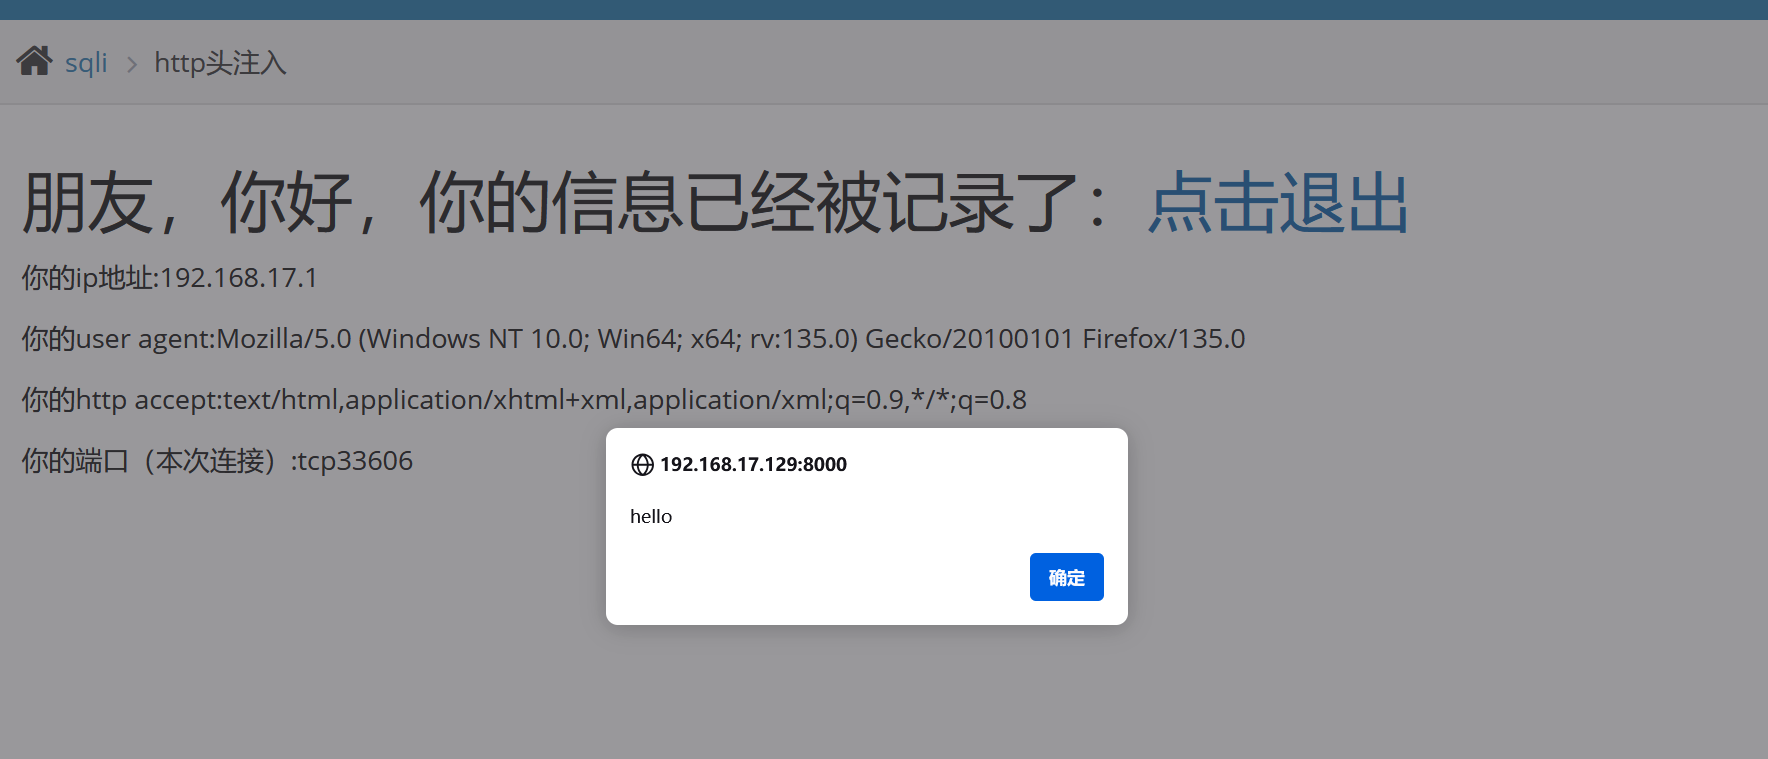 sqli > http头注入
朋友，你好，你的信息已经被记录了：点击退出
你的ip地址:192.168.17.1
你的user agent:Mozilla/5.0 (Windows NT 10.0; Win64; x64; rv:135.0) Gecko/20100101 Firefox/135.0
你的http accept:text/html,application/xhtml+xml,application/xml;q=0.9,*/*;q=0.8
你的端口（本次连接）:tcp33606
192.168.17.129:8000
hello
确定